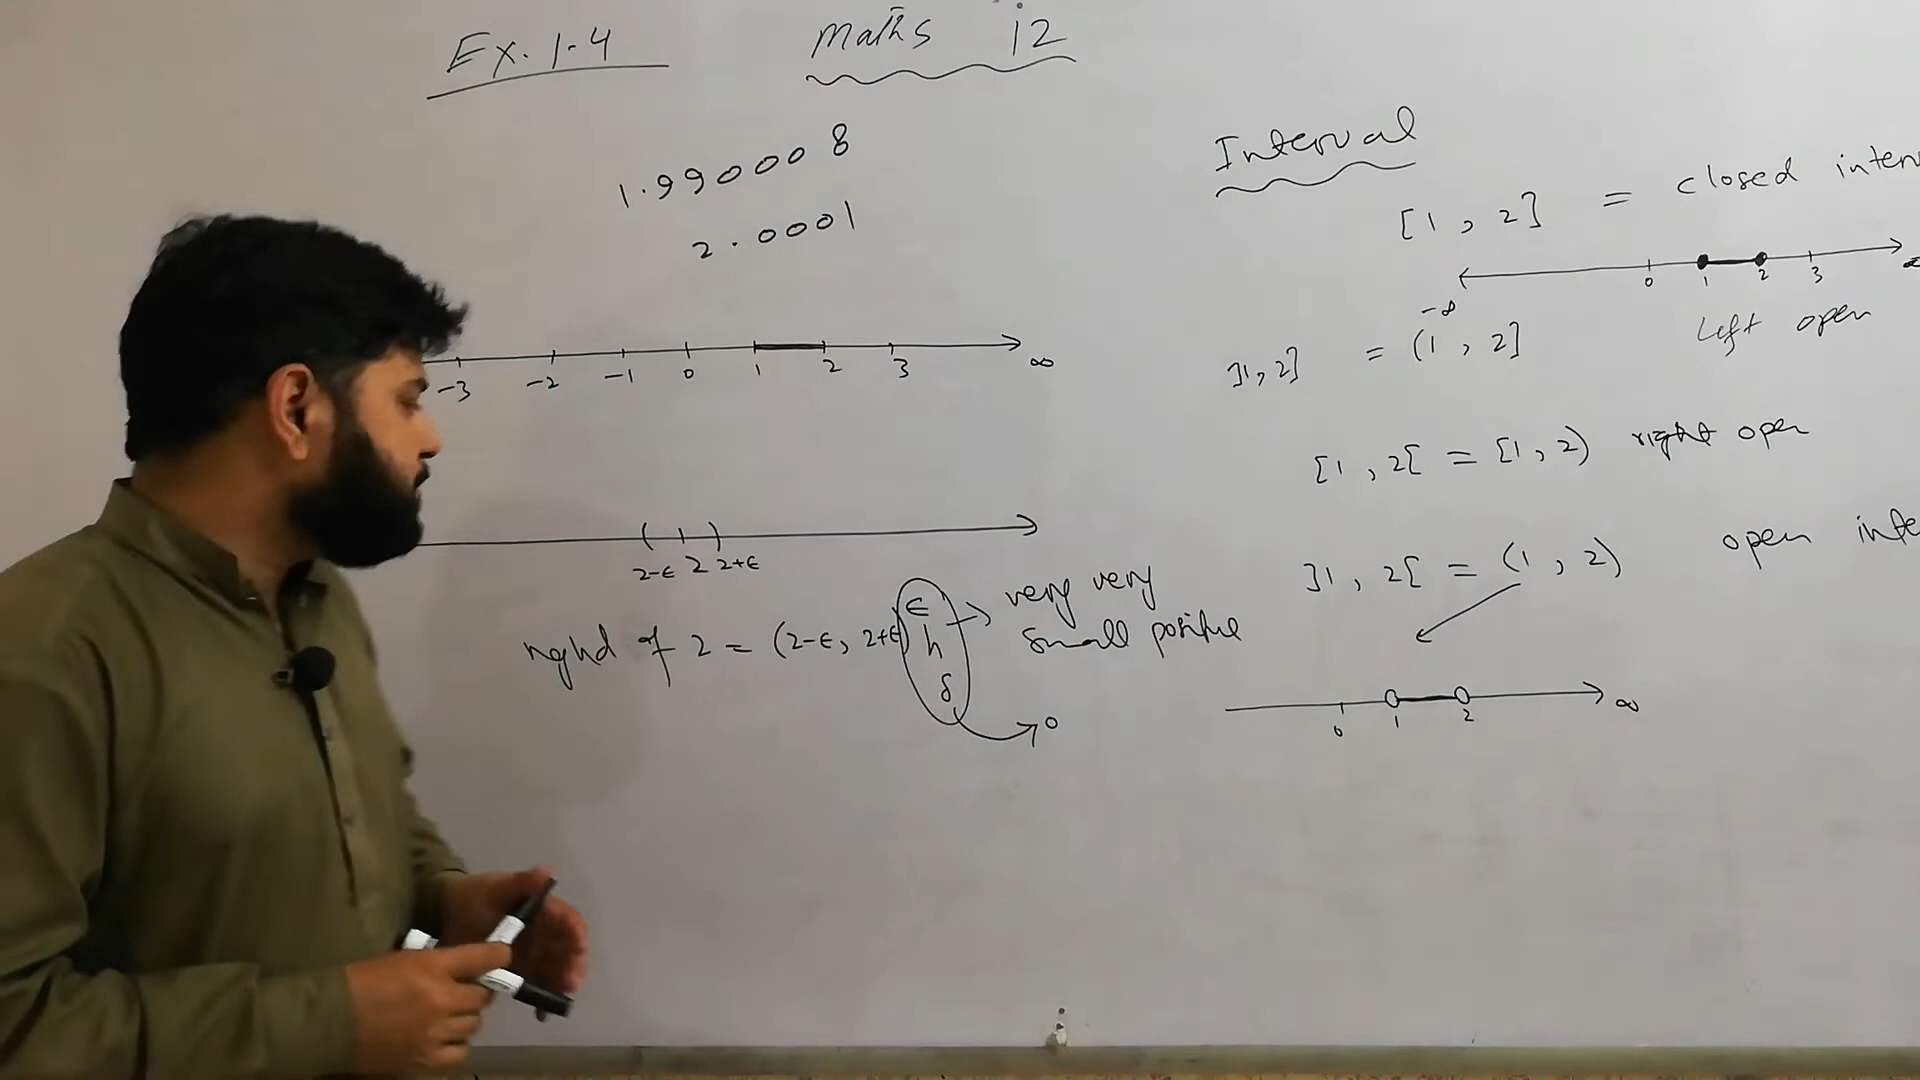 Ex. 1.4
Maths 12
1.990008
2.0001
-3 -2 -1 0 1 2 3 ∞
2-ϵ 2 2+ϵ
nghd of 2 = (2-ϵ, 2+ϵ)
ϵ
h
δ
→ very very
small positive
→ 0
Interval
[1, 2] = closed inter
0 1 2 3
-∞
]1, 2] = (1, 2] Left open
[1, 2[ = [1, 2) right open
]1, 2[ = (1, 2) open inte
0 1 2 ∞